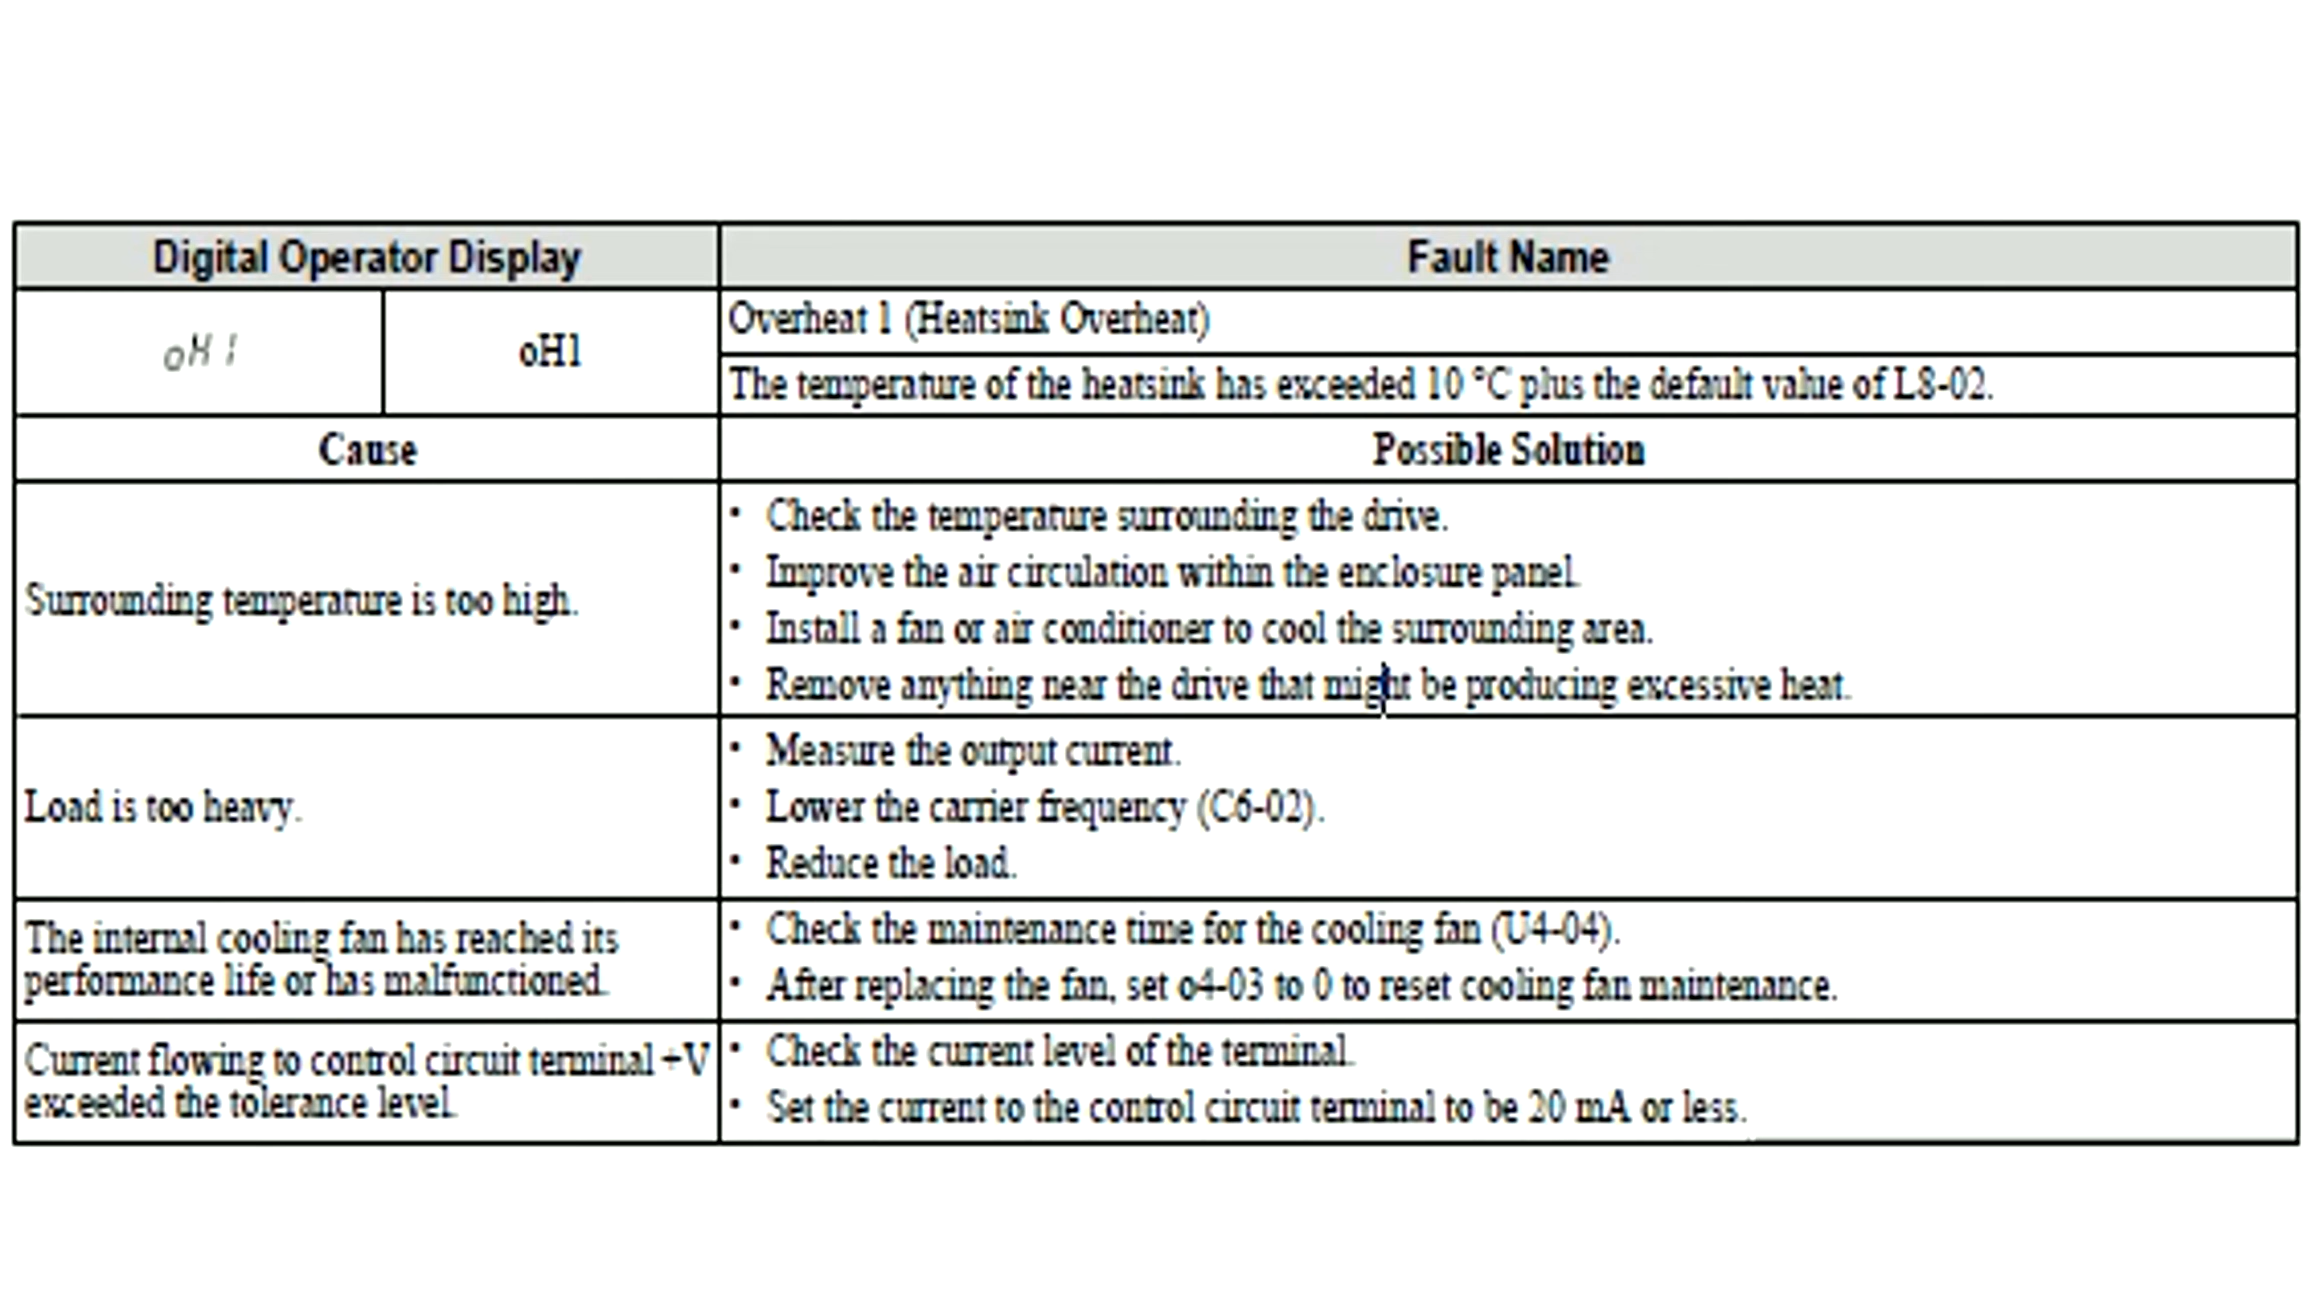 Digital Operator Display
Fault Name
oH1
oH1
Overheat 1 (Heatsink Overheat)
The temperature of the heatsink has exceeded 10 °C plus the default value of L8-02.
Cause
Possible Solution
Surrounding temperature is too high.
• Check the temperature surrounding the drive.
• Improve the air circulation within the enclosure panel.
• Install a fan or air conditioner to cool the surrounding area.
• Remove anything near the drive that might be producing excessive heat.
Load is too heavy.
• Measure the output current.
• Lower the carrier frequency (C6-02).
• Reduce the load.
The internal cooling fan has reached its
performance life or has malfunctioned.
• Check the maintenance time for the cooling fan (U4-04).
• After replacing the fan, set o4-03 to 0 to reset cooling fan maintenance.
Current flowing to control circuit terminal +V
exceeded the tolerance level.
• Check the current level of the terminal.
• Set the current to the control circuit terminal to be 20 mA or less.